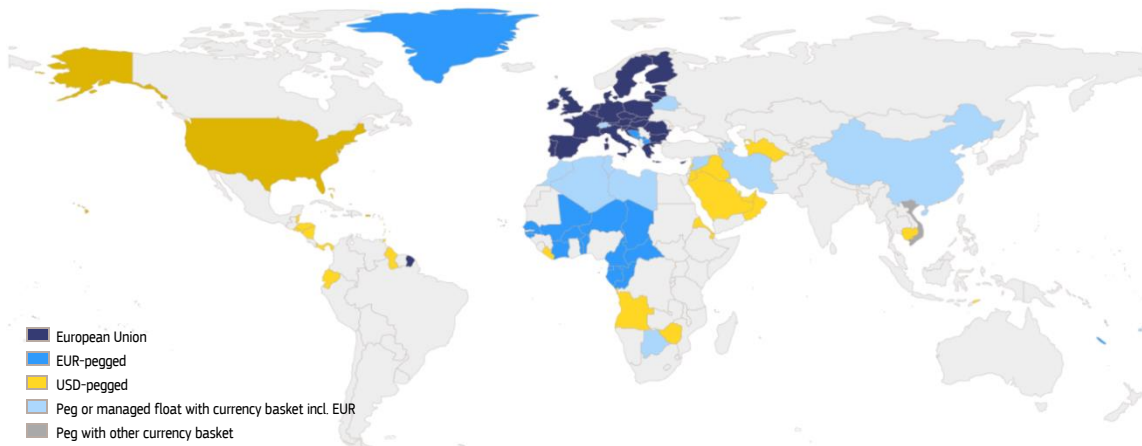 European Union
EUR-pegged
USD-pegged
Peg or managed float with currency basket incl. EUR
Peg with other currency basket